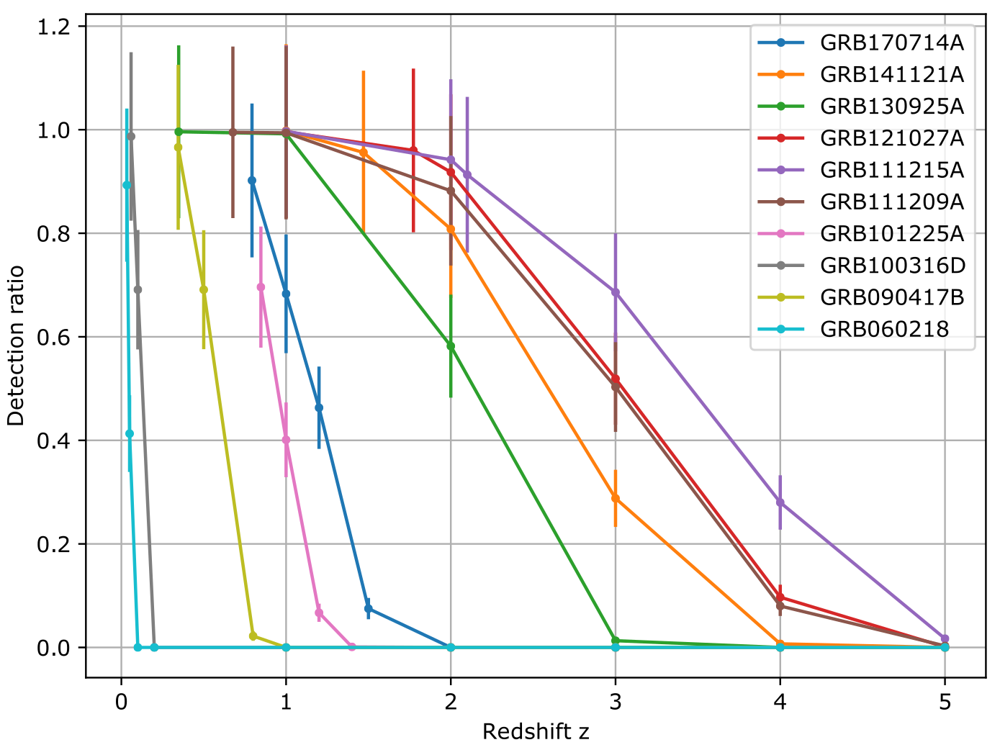 1.2
1.0
0.8
0.6
0.4
0.2
0.0
Detection ratio
0 1 2 3 4 5
Redshift z
GRB170714A
GRB141121A
GRB130925A
GRB121027A
GRB111215A
GRB111209A
GRB101225A
GRB100316D
GRB090417B
GRB060218